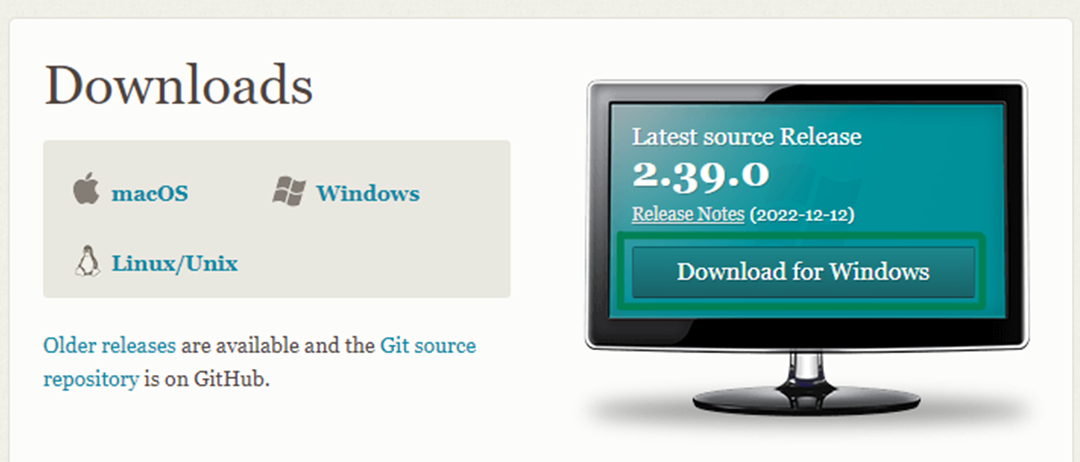 Downloads
macOS
Windows
Linux/Unix
Older releases are available and the Git source
repository is on GitHub.
Latest source Release
2.39.0
Release Notes (2022-12-12)
Download for Windows